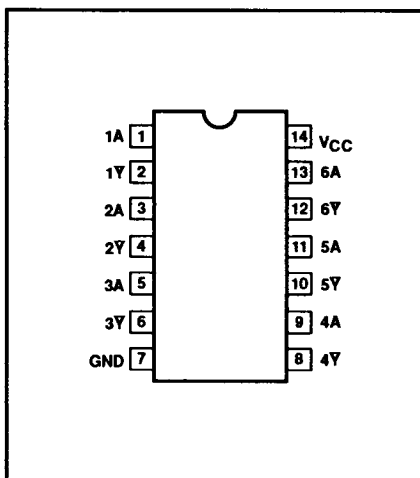 1A 1 14 VCC
1Y̅ 2 13 6A
2A 3 12 6Y̅
2Y̅ 4 11 5A
3A 5 10 5Y̅
3Y̅ 6 9 4A
GND 7 8 4Y̅